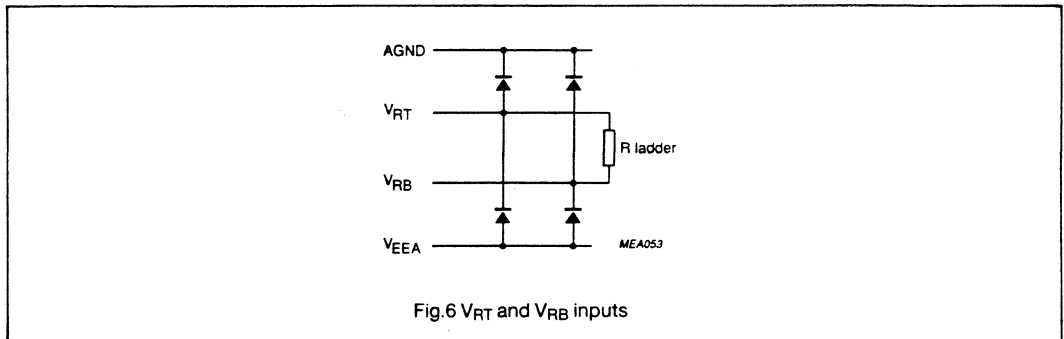 AGND
VRT
R ladder
VRB
VEEA
MEA053
Fig.6 VRT and VRB inputs